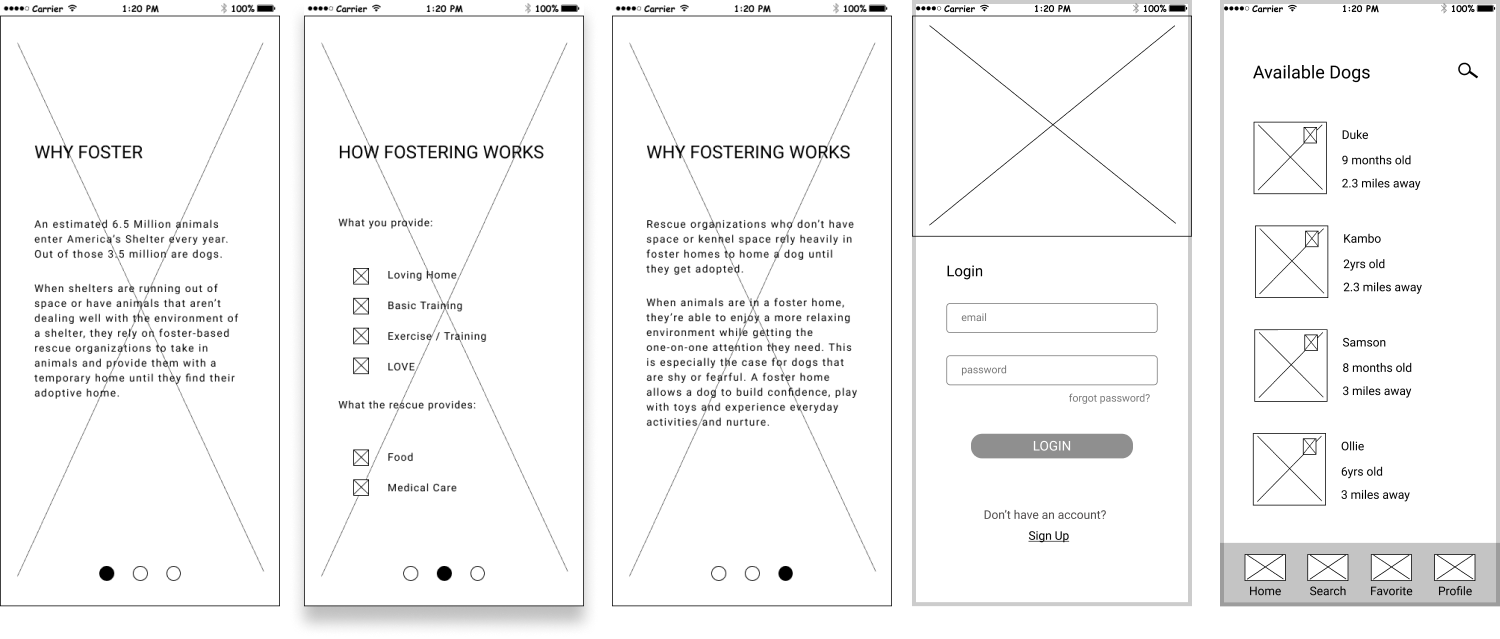 Carrier 1:20 PM 100%
WHY FOSTER
An estimated 6.5 Million animals
enter America's Shelter every year.
Out of those 3.5 million are dogs.
When shelters are running out of
space or have animals that aren't
dealing well with the environment of
a shelter, they rely on foster-based
rescue organizations to take in
animals and provide them with a
temporary home until they find their
adoptive home.
Carrier 1:20 PM 100%
HOW FOSTERING WORKS
What you provide:
Loving Home
Basic Training
Exercise / Training
LOVE
What the rescue provides:
Food
Medical Care
Carrier 1:20 PM 100%
WHY FOSTERING WORKS
Rescue organizations who don't have
space or kennel space rely heavily in
foster homes to home a dog until
they get adopted.
When animals are in a foster home,
they're able to enjoy a more relaxing
environment while getting the
one-on-one attention they need. This
is especially the case for dogs that
are shy or fearful. A foster home
allows a dog to build confidence, play
with toys and experience everyday
activities and nurture.
Carrier 1:20 PM 100%
Login
email
password
forgot password?
LOGIN
Don't have an account?
Sign Up
Carrier 1:20 PM 100%
Available Dogs
Duke
9 months old
2.3 miles away
Kambo
2yrs old
2.3 miles away
Samson
8 months old
3 miles away
Ollie
6yrs old
3 miles away
Home Search Favorite Profile